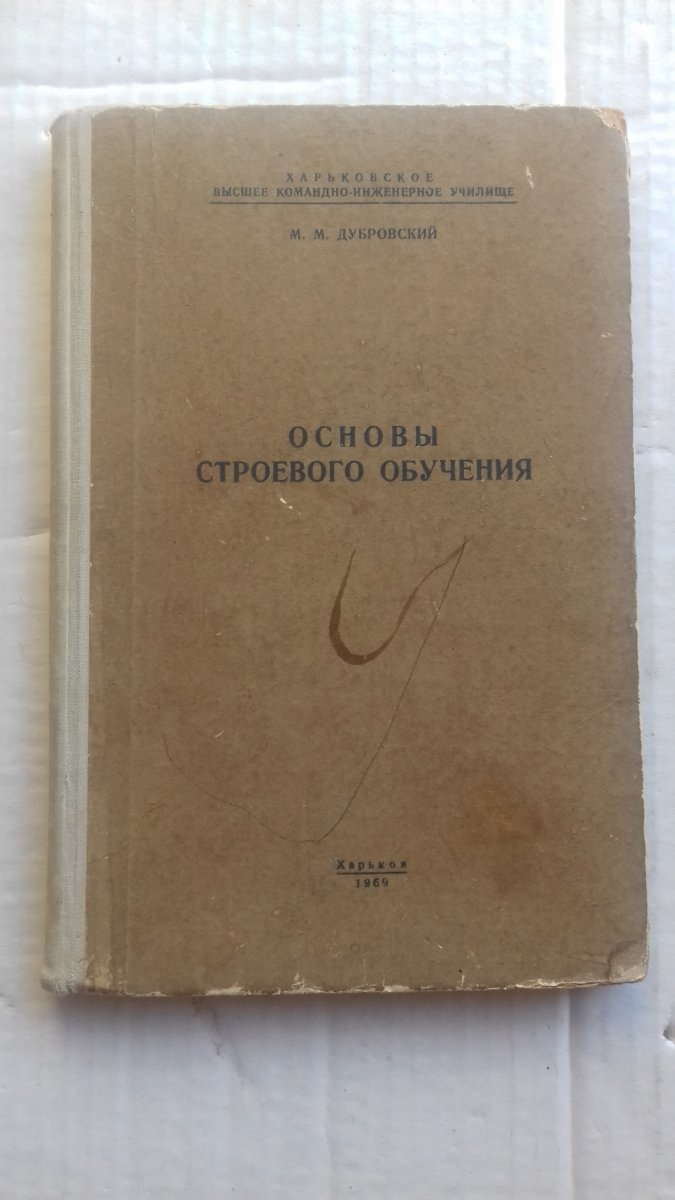 ХАРЬКОВСКОЕ
ВЫСШЕЕ КОМАНДНО-ИНЖЕНЕРНОЕ УЧИЛИЩЕ
М. М. ДУБРОВСКИЙ
ОСНОВЫ
СТРОЕВОГО ОБУЧЕНИЯ
Харьков
1969